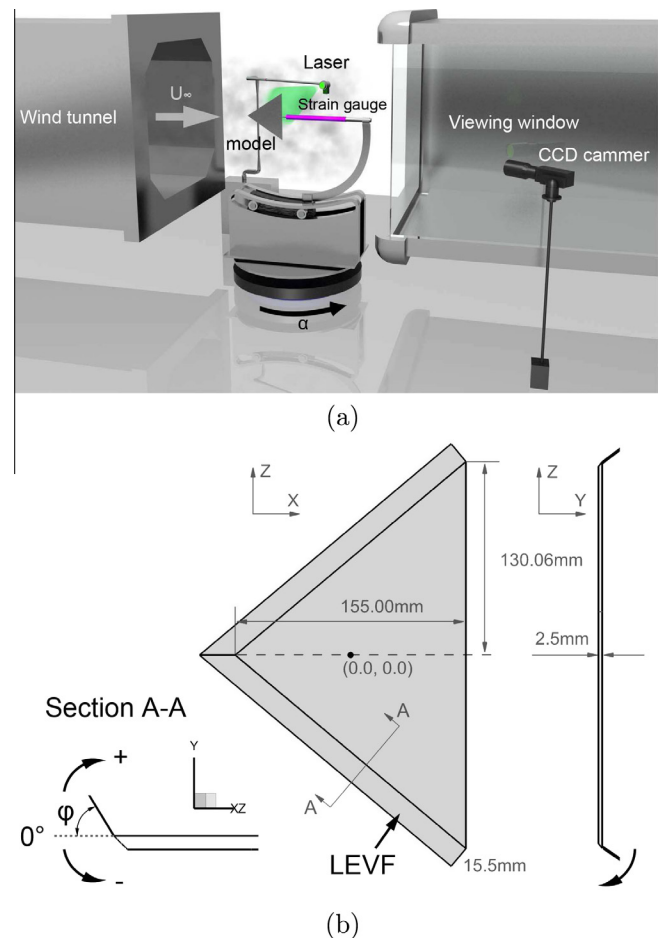 Laser
U∞
Strain gauge
Wind tunnel
model
Viewing window
CCD cammer
α
(a)
Z
X
Z
Y
130.06mm
155.00mm
2.5mm
(0.0, 0.0)
Section A-A
A
+
Y
φ
XZ
A
0°
-
LEVF
15.5mm
(b)